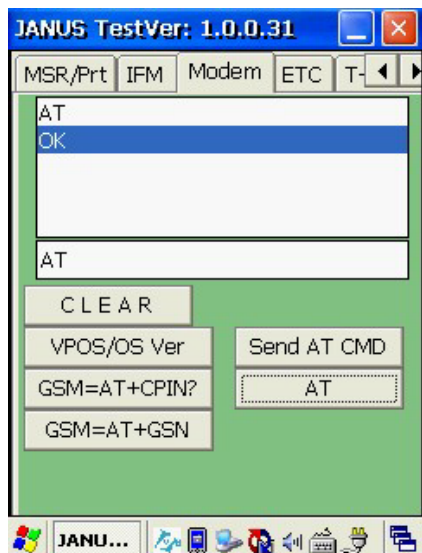 JANUS TestVer: 1.0.0.31
MSR/Prt IFM Modem ETC T-
AT
OK
AT
CLEAR
VPOS/OS Ver Send AT CMD
GSM=AT+CPIN? AT
GSM=AT+GSN
JANU...